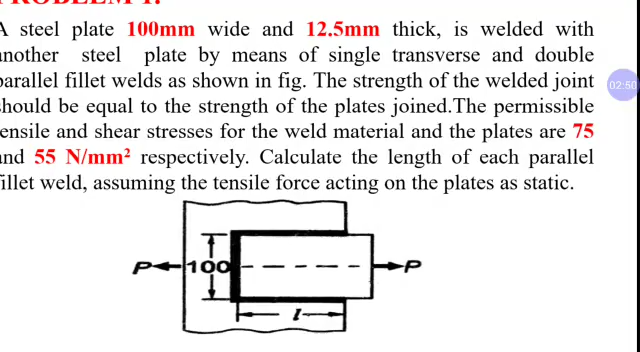 A steel plate 100mm wide and 12.5mm thick, is welded with
another steel plate by means of single transverse and double
parallel fillet welds as shown in fig. The strength of the welded joint
should be equal to the strength of the plates joined.The permissible
tensile and shear stresses for the weld material and the plates are 75
and 55 N/mm² respectively. Calculate the length of each parallel
fillet weld, assuming the tensile force acting on the plates as static.
02:50
P 100 P
l